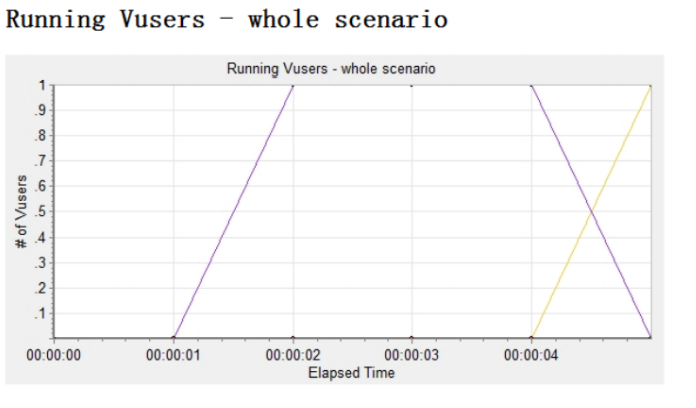 Running Vusers - whole scenario
Running Vusers - whole scenario
1
.9
.8
.7
.6
.5
.4
.3
.2
.1
# of Vusers
00:00:00 00:00:01 00:00:02 00:00:03 00:00:04
Elapsed Time